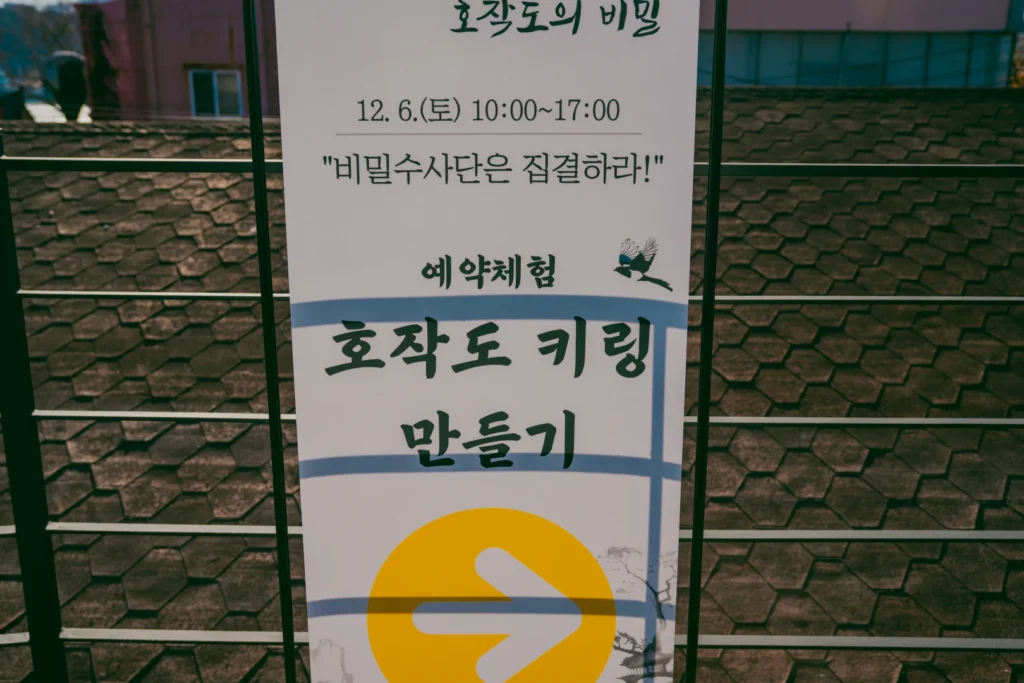 호작도의 비밀
12. 6.(토) 10:00~17:00
"비밀수사단은 집결하라!"
예약체험
호작도 키링
만들기